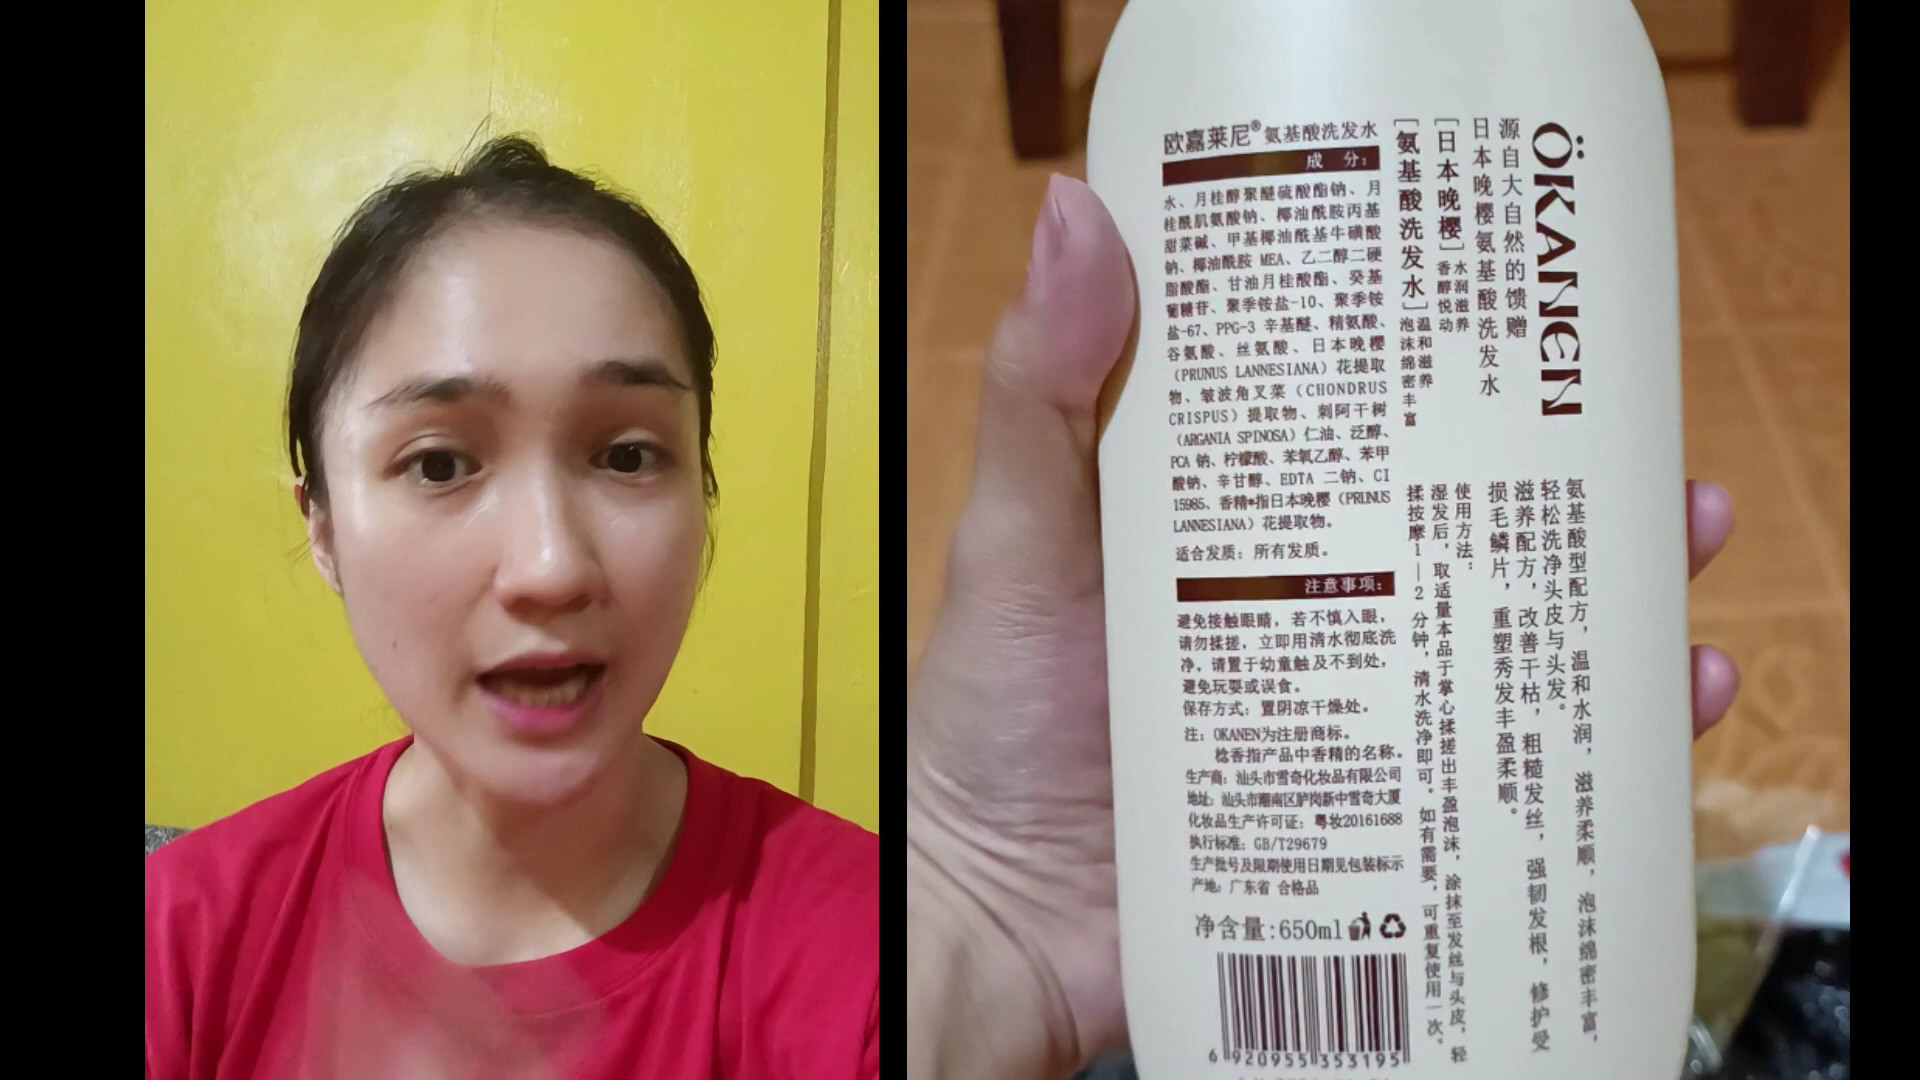 欧嘉莱尼®氨基酸洗发水
成 分:
水、月桂醇聚醚硫酸酯钠、月
桂酰肌氨酸钠、椰油酰胺丙基
甜菜碱、甲基椰油酰基牛磺酸
钠、椰油酰胺 MEA、乙二醇二硬
脂酸酯、甘油月桂酸酯、癸基
葡糖苷、聚季铵盐-10、聚季铵
盐-67、PPG-3 辛基醚、精氨酸、
谷氨酸、丝氨酸、日本晚樱
(PRUNUS LANNESIANA) 花提取
物、皱波角叉菜 (CHONDRUS
CRISPUS) 提取物、刺阿干树
(ARGANIA SPINOSA) 仁油、泛醇、
PCA 钠、柠檬酸、苯氧乙醇、苯甲
酸钠、辛甘醇、EDTA 二钠、CI
15985、香精*指日本晚樱 (PRUNUS
LANNESIANA) 花提取物。
适合发质: 所有发质。
注意事项:
避免接触眼睛，若不慎入眼，
请勿揉搓，立即用清水彻底洗
净，请置于幼童触及不到处，
避免玩耍或误食。
保存方式: 置阴凉干燥处。
注: OKANEN为注册商标。
棯香指产品中香精的名称。
生产商: 汕头市雪奇化妆品有限公司
地址: 汕头市潮南区胪岗新中雪奇大厦
化妆品生产许可证: 粤妆20161688
执行标准: GB/T29679
生产批号及限期使用日期见包装标示
产地: 广东省 合格品
净含量:650ml
6 920955 353195
ÖKANEN
源自大自然的馈赠
日本晚樱氨基酸洗发水
[日本晚樱]
水润滋养
香醇悦动
[氨基酸洗发水]
温和滋养
泡沫绵密丰富
氨基酸型配方，温和水润，滋养柔顺，泡沫绵密丰富，
轻松洗净头皮与头发。
滋养配方，改善干枯，粗糙发丝，强韧发根，修护受
损毛鳞片，重塑秀发丰盈柔顺。
使用方法:
湿发后，取适量本品于掌心揉搓出丰盈泡沫，涂抹至发丝与头皮，轻
揉按摩1—2 分钟，清水洗净即可。如有需要，可重复使用一次。